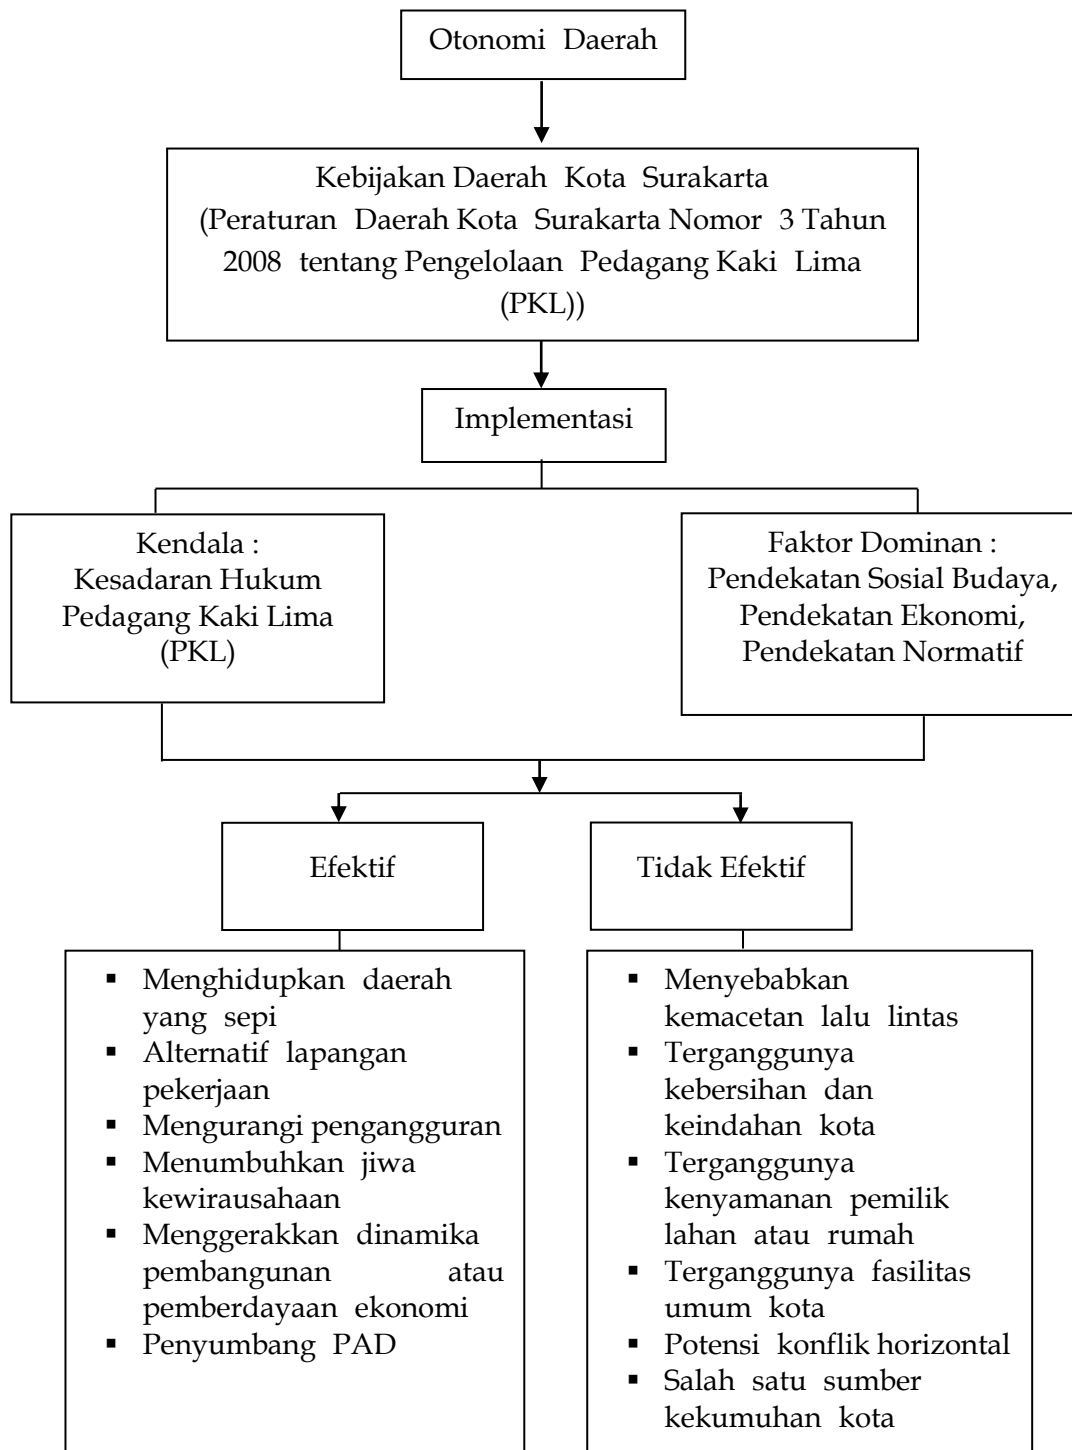 Otonomi Daerah
Kebijakan Daerah Kota Surakarta
(Peraturan Daerah Kota Surakarta Nomor 3 Tahun
2008 tentang Pengelolaan Pedagang Kaki Lima
(PKL))
Implementasi
Kendala :
Kesadaran Hukum
Pedagang Kaki Lima
(PKL)
Faktor Dominan :
Pendekatan Sosial Budaya,
Pendekatan Ekonomi,
Pendekatan Normatif
Efektif
Tidak Efektif
▪ Menghidupkan daerah
yang sepi
▪ Alternatif lapangan
pekerjaan
▪ Mengurangi pengangguran
▪ Menumbuhkan jiwa
kewirausahaan
▪ Menggerakkan dinamika
pembangunan atau
pemberdayaan ekonomi
▪ Penyumbang PAD
▪ Menyebabkan
kemacetan lalu lintas
▪ Terganggunya
kebersihan dan
keindahan kota
▪ Terganggunya
kenyamanan pemilik
lahan atau rumah
▪ Terganggunya fasilitas
umum kota
▪ Potensi konflik horizontal
▪ Salah satu sumber
kekumuhan kota